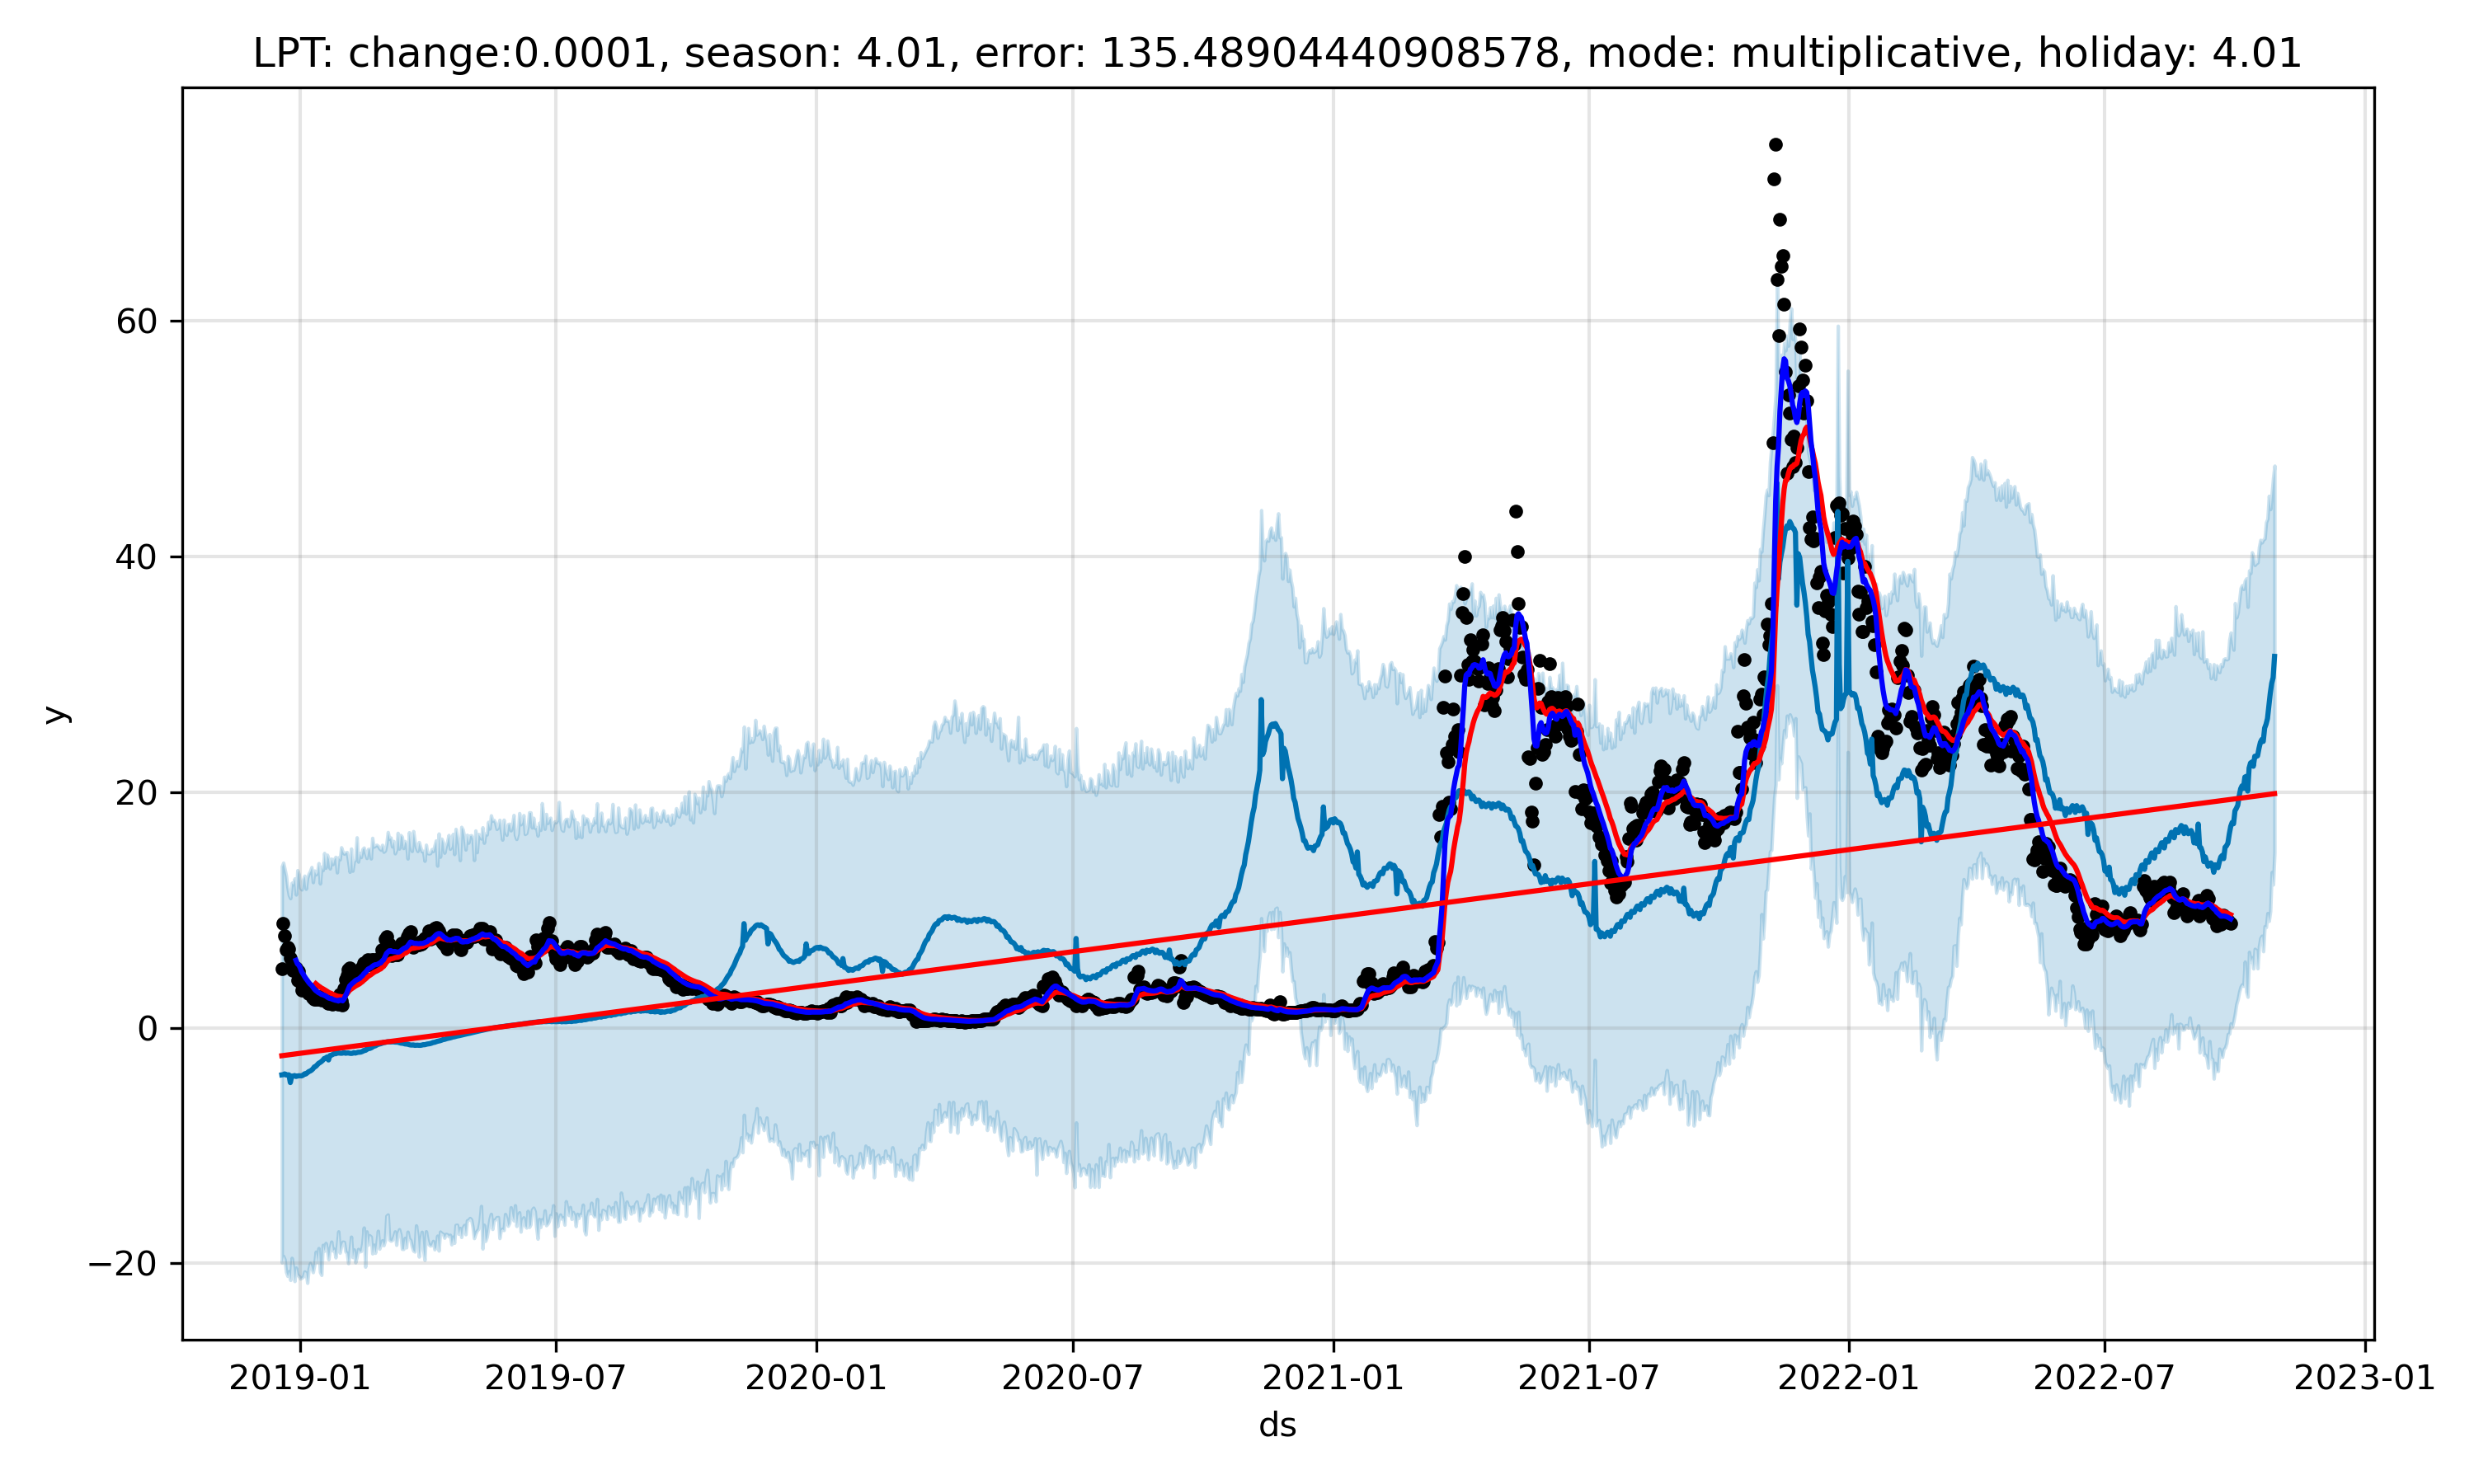 LPT: change:0.0001, season: 4.01, error: 135.48904440908578, mode: multiplicative, holiday: 4.01
y
60
40
20
0
−20
2019-01 2019-07 2020-01 2020-07 2021-01 2021-07 2022-01 2022-07 2023-01
ds